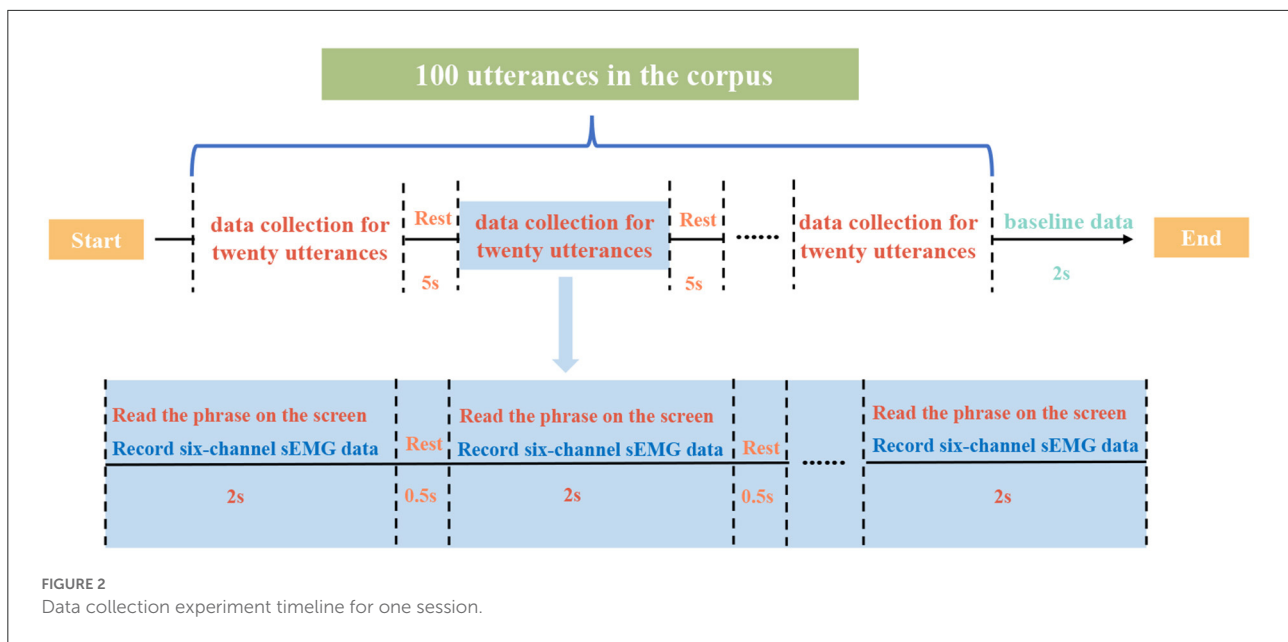 100 utterances in the corpus
Start
data collection for
twenty utterances
Rest
5s
data collection for
twenty utterances
Rest
5s
......
data collection for
twenty utterances
baseline data
2s
End
Read the phrase on the screen
Record six-channel sEMG data
2s
Rest
0.5s
Read the phrase on the screen
Record six-channel sEMG data
2s
Rest
0.5s
......
Read the phrase on the screen
Record six-channel sEMG data
2s
FIGURE 2
Data collection experiment timeline for one session.